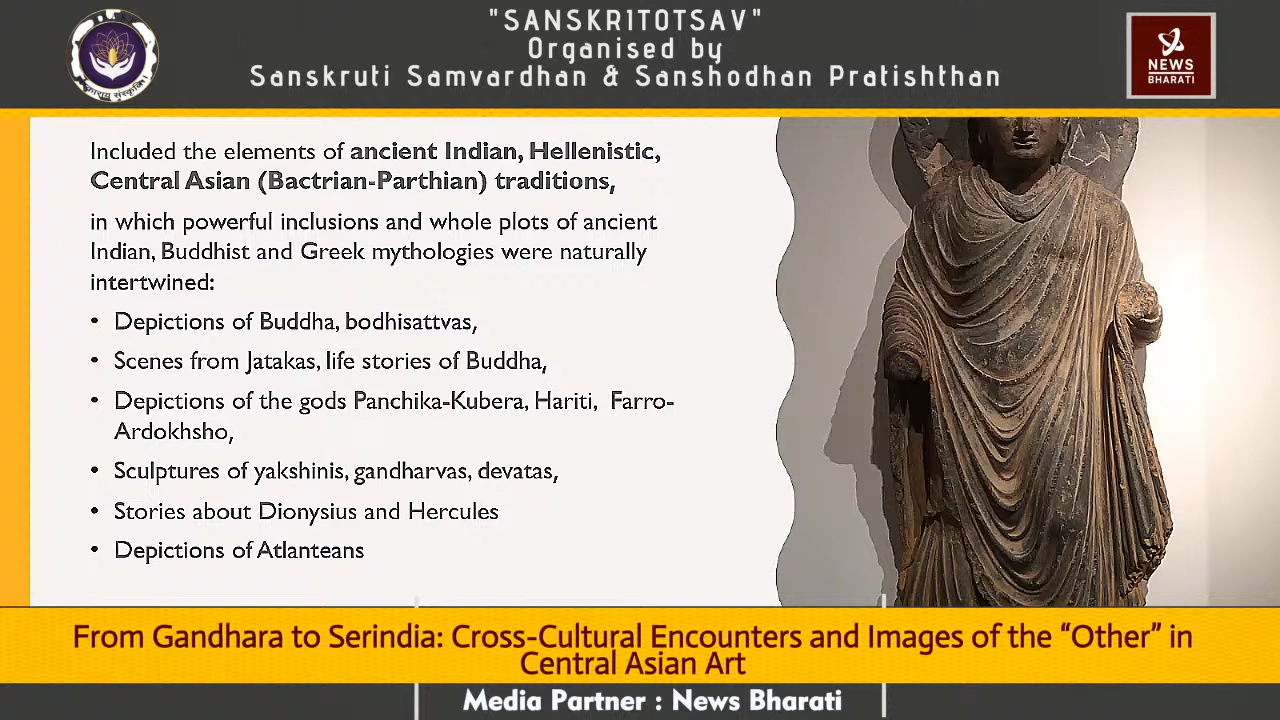 "SANSKRITOTSAV"
Organised by
Sanskruti Samvardhan & Sanshodhan Pratishthan
NEWS
BHARATI
Included the elements of ancient Indian, Hellenistic,
Central Asian (Bactrian-Parthian) traditions,
in which powerful inclusions and whole plots of ancient
Indian, Buddhist and Greek mythologies were naturally
intertwined:
• Depictions of Buddha, bodhisattvas,
• Scenes from Jatakas, life stories of Buddha,
• Depictions of the gods Panchika-Kubera, Hariti, Farro-
Ardokhsho,
• Sculptures of yakshinis, gandharvas, devatas,
• Stories about Dionysius and Hercules
• Depictions of Atlanteans
From Gandhara to Serindia: Cross-Cultural Encounters and Images of the “Other” in
Central Asian Art
Media Partner : News Bharati